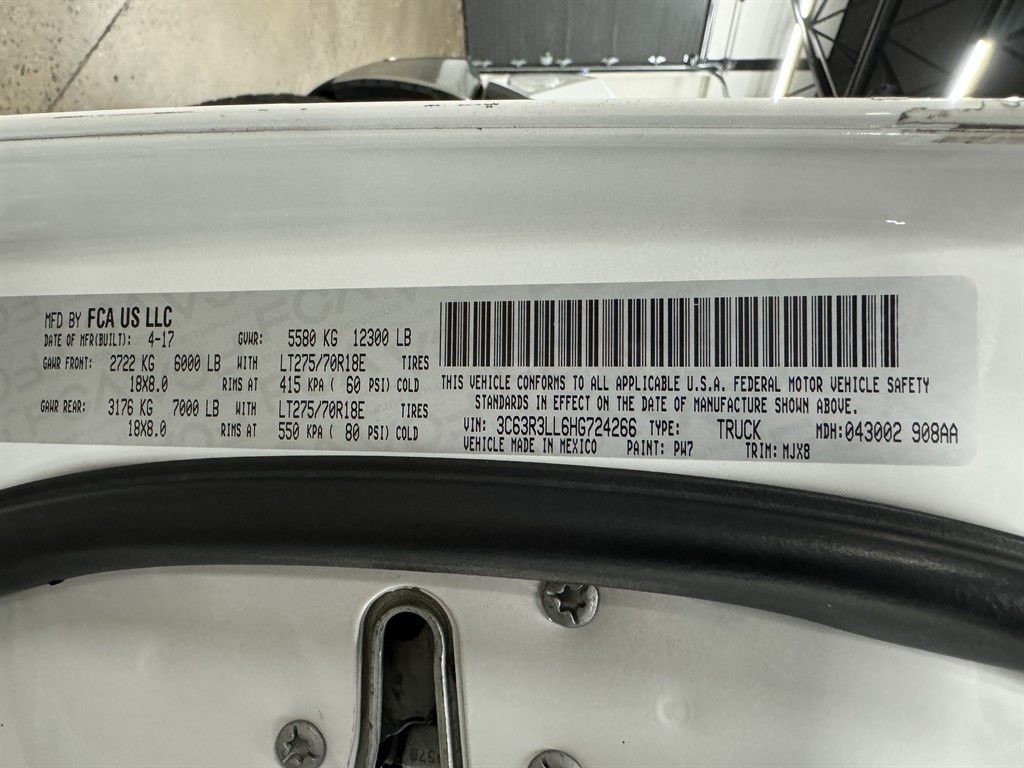 MFD BY FCA US LLC
DATE OF MFR(BUILT): 4-17 GVWR: 5580 KG 12300 LB
GAWR FRONT: 2722 KG 6000 LB WITH LT275/70R18E TIRES
18X8.0 RIMS AT 415 KPA ( 60 PSI) COLD
GAWR REAR: 3176 KG 7000 LB WITH LT275/70R18E TIRES
18X8.0 RIMS AT 550 KPA ( 80 PSI) COLD
THIS VEHICLE CONFORMS TO ALL APPLICABLE U.S.A. FEDERAL MOTOR VEHICLE SAFETY
STANDARDS IN EFFECT ON THE DATE OF MANUFACTURE SHOWN ABOVE.
VIN: 3C63R3LL6HG724266 TYPE: TRUCK MDH: 043002 908AA
VEHICLE MADE IN MEXICO PAINT: PW7 TRIM: MJX8